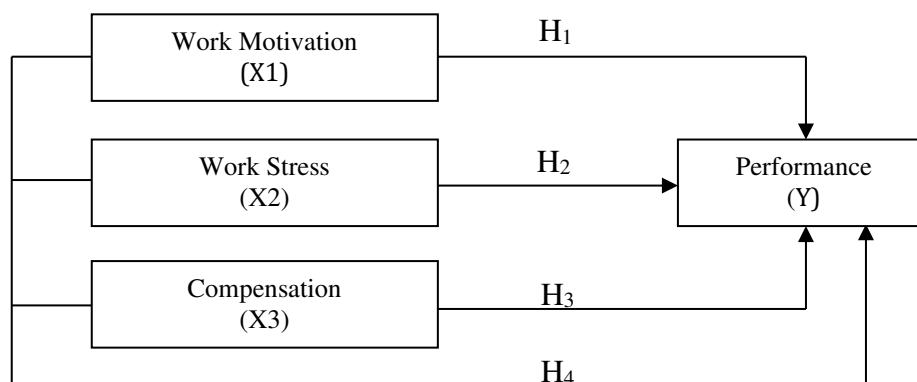 Work Motivation
(X1)
H1
Work Stress
(X2)
H2
Performance
(Y)
Compensation
(X3)
H3
H4